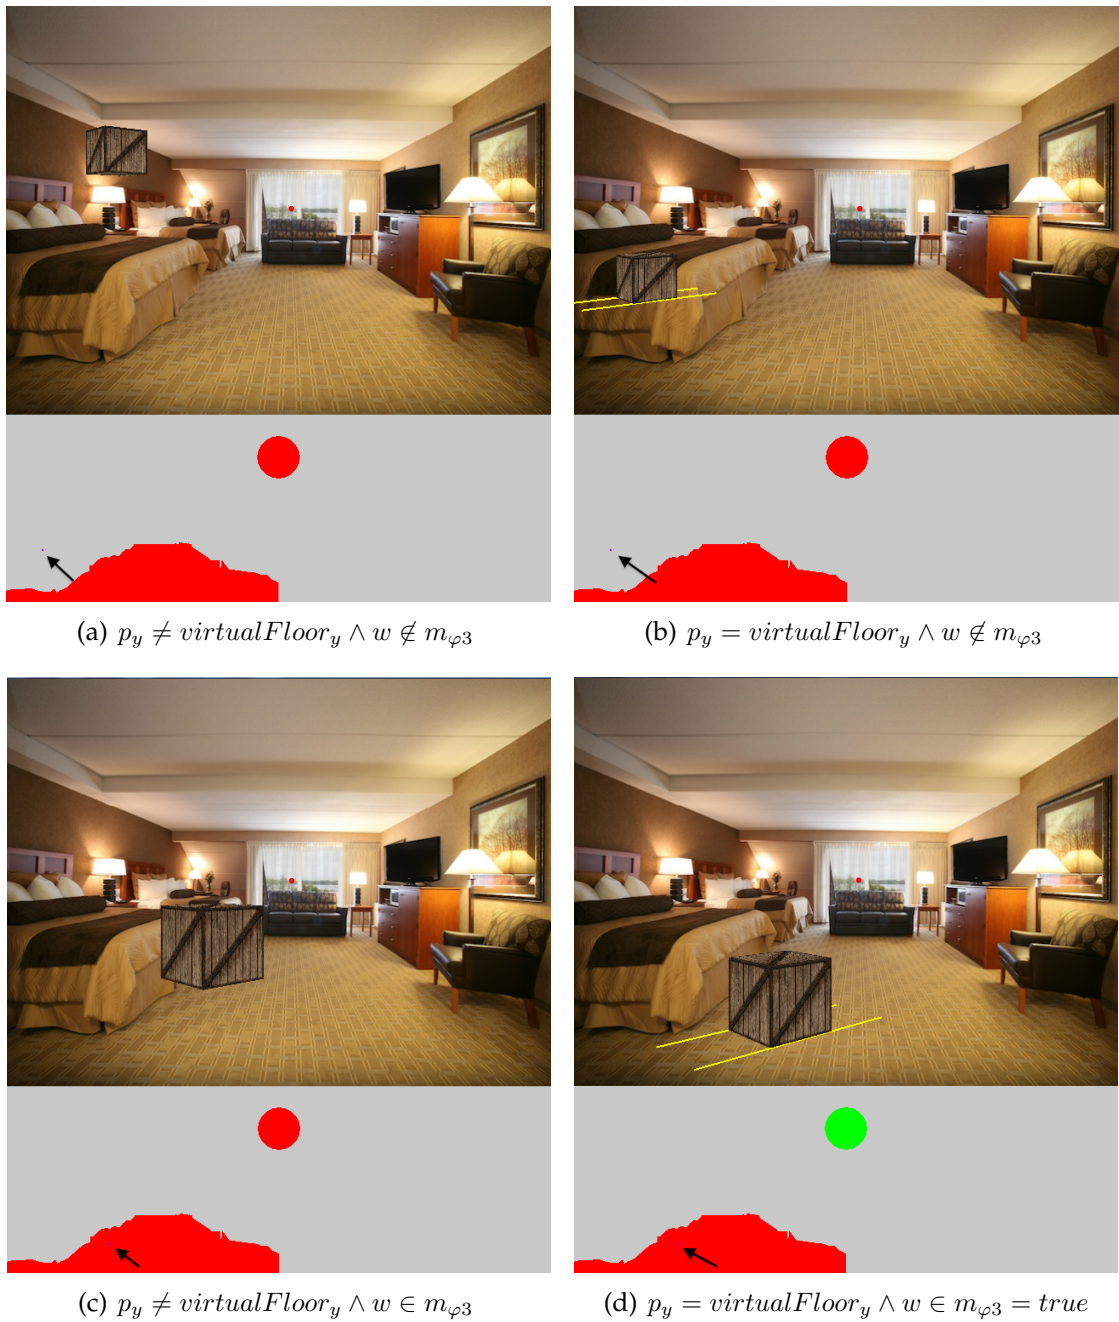 (a) p_y ≠ virtualFloor_y ∧ w ∉ m_φ3
(b) p_y = virtualFloor_y ∧ w ∉ m_φ3
(c) p_y ≠ virtualFloor_y ∧ w ∈ m_φ3
(d) p_y = virtualFloor_y ∧ w ∈ m_φ3 = true